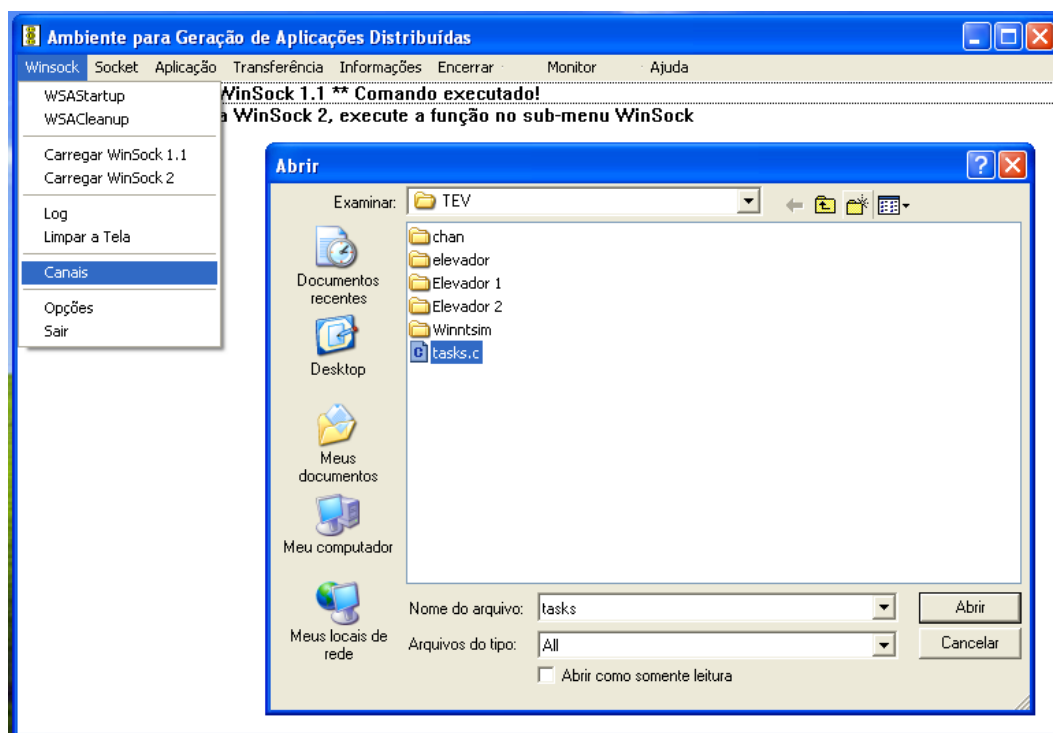 Ambiente para Geração de Aplicações Distribuídas
Winsock Socket Aplicação Transferência Informações Encerrar Monitor Ajuda
WinSock 1.1 ** Comando executado!
WinSock 2, execute a função no sub-menu WinSock
WSAStartup
WSACleanup
Carregar WinSock 1.1
Carregar WinSock 2
Log
Limpar a Tela
Canais
Opções
Sair
Abrir
Examinar: TEV
Documentos
recentes
Desktop
Meus
documentos
Meu computador
Meus locais de
rede
chan
elevador
Elevador 1
Elevador 2
Winntsim
tasks.c
Nome do arquivo: tasks Abrir
Arquivos do tipo: All Cancelar
Abrir como somente leitura